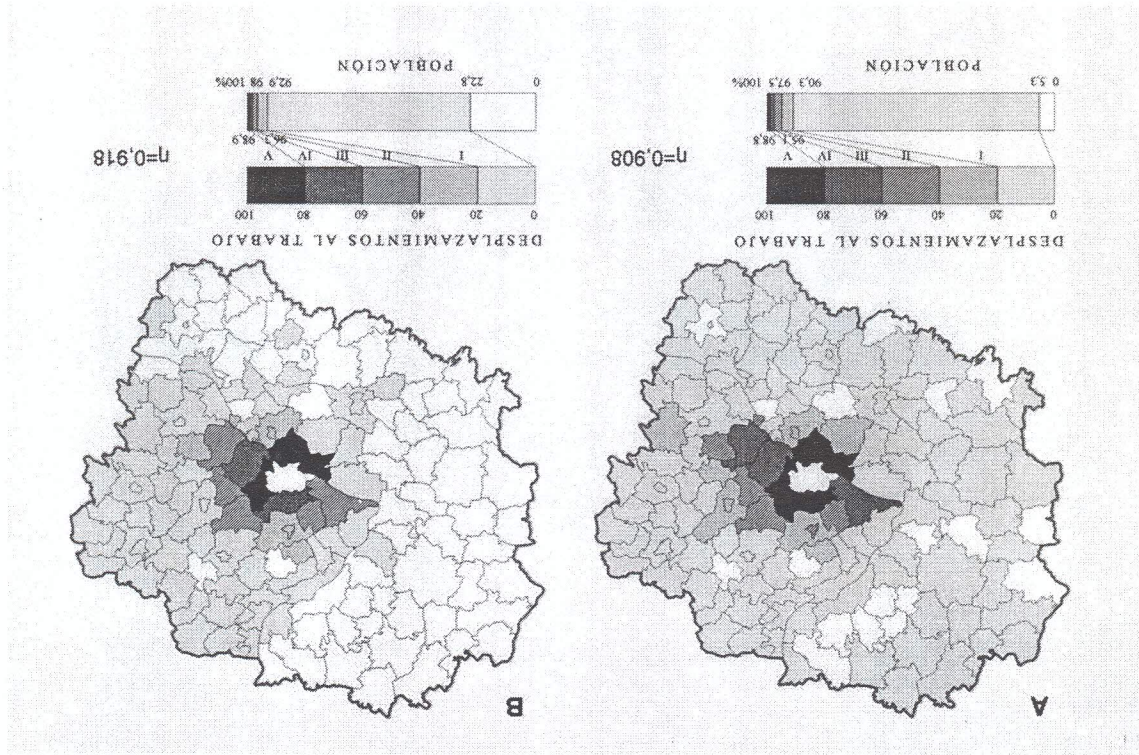 A
DESPLAZAMIENTOS AL TRABAJO
0 20 40 60 80 100
I II III IV V
η=0,908
95,1 98,8
0 5,3 90,3 97,5 100%
POBLACIÓN
B
DESPLAZAMIENTOS AL TRABAJO
0 20 40 60 80 100
I II III IV V
η=0,918
96,3 98,9
0 22,8 92,9 98 100%
POBLACIÓN